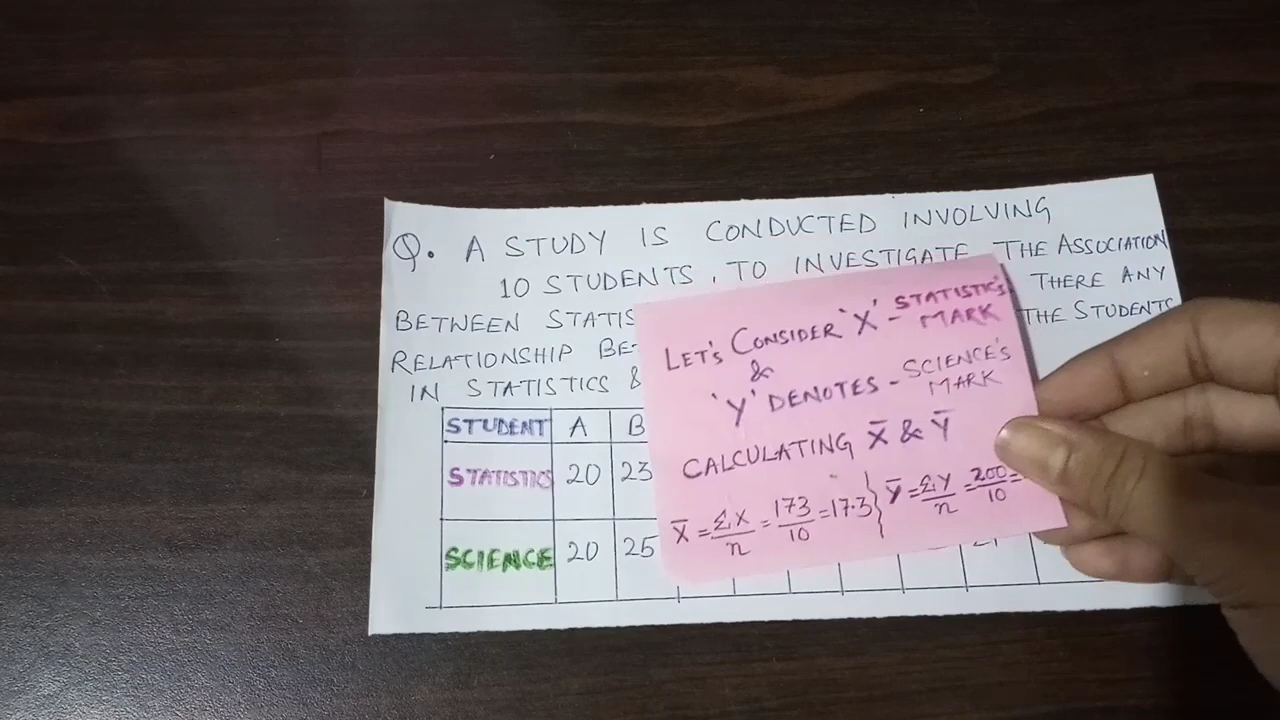 Q. A STUDY IS CONDUCTED INVOLVING
10 STUDENTS, TO INVESTIGATE THE ASSOCIATION
BETWEEN STATIS THERE ANY
RELATIONSHIP BE THE STUDENTS
IN STATISTICS &
STUDENT A B
STATISTICS 20 23
SCIENCE 20 25
LET'S CONSIDER 'X' - STATISTIC'S
MARK
&
'Y' DENOTES - SCIENCE'S
MARK
CALCULATING X̄ & Ȳ
X̄ = ΣX/n = 173/10 = 17.3 } Ȳ = ΣY/n = 200/10 =